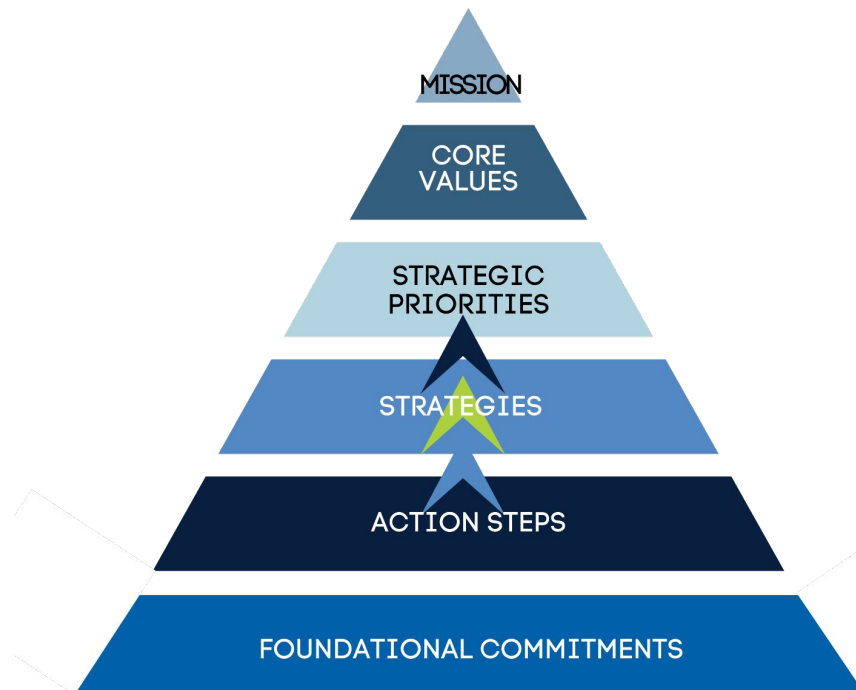 MISSION
CORE
VALUES
STRATEGIC
PRIORITIES
STRATEGIES
ACTION STEPS
FOUNDATIONAL COMMITMENTS